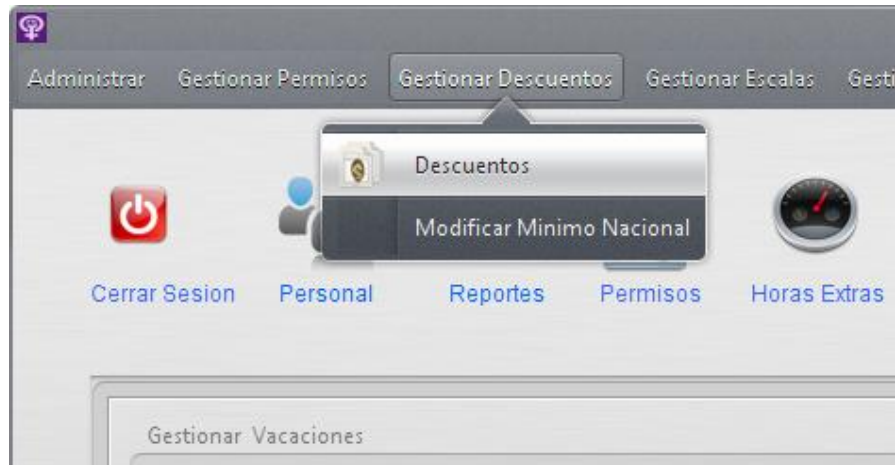 Administrar Gestionar Permisos Gestionar Descuentos Gestionar Escalas
Descuentos
Modificar Minimo Nacional
Cerrar Sesion Personal Reportes Permisos Horas Extras
Gestionar Vacaciones